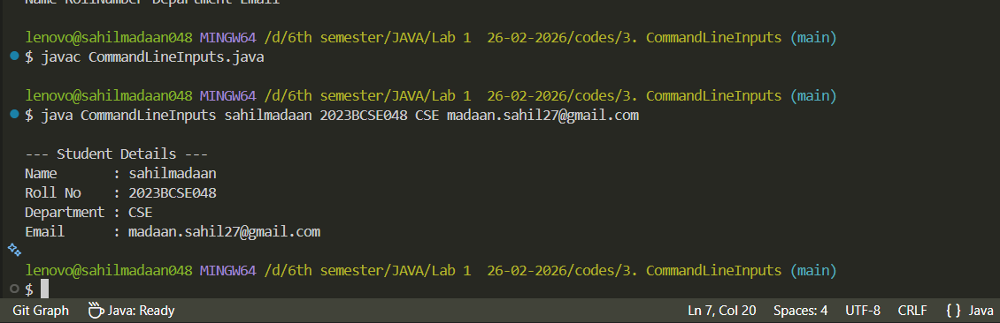 Name RollNumber Department Email
lenovo@sahilmadaan048 MINGW64 /d/6th semester/JAVA/Lab 1  26-02-2026/codes/3. CommandLineInputs (main)
$ javac CommandLineInputs.java
lenovo@sahilmadaan048 MINGW64 /d/6th semester/JAVA/Lab 1  26-02-2026/codes/3. CommandLineInputs (main)
$ java CommandLineInputs sahilmadaan 2023BCSE048 CSE madaan.sahil27@gmail.com
--- Student Details ---
Name       : sahilmadaan
Roll No    : 2023BCSE048
Department : CSE
Email      : madaan.sahil27@gmail.com
lenovo@sahilmadaan048 MINGW64 /d/6th semester/JAVA/Lab 1  26-02-2026/codes/3. CommandLineInputs (main)
$
Git Graph Java: Ready Ln 7, Col 20 Spaces: 4 UTF-8 CRLF { } Java